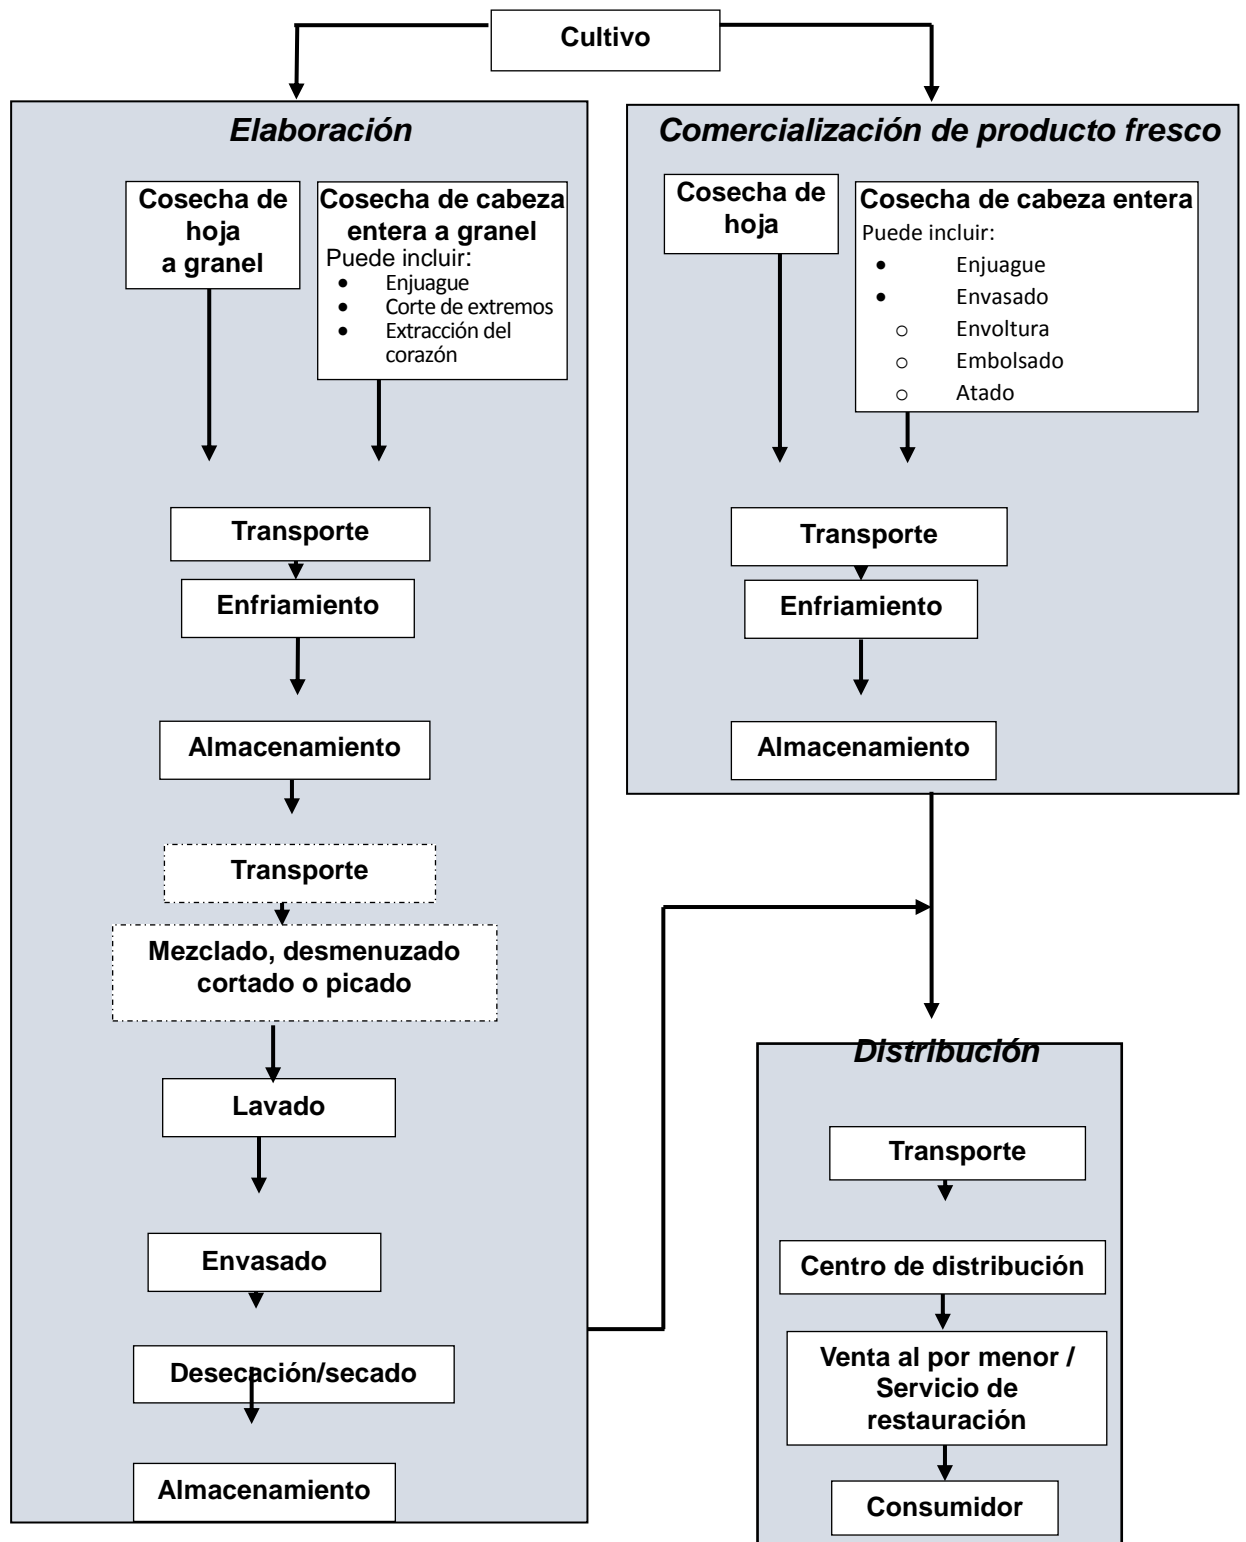 Cultivo
Elaboración
Cosecha de
hoja
a granel
Cosecha de cabeza
entera a granel
Puede incluir:
• Enjuague
• Corte de extremos
• Extracción del
corazón
Transporte
Enfriamiento
Almacenamiento
Transporte
Mezclado, desmenuzado
cortado o picado
Lavado
Envasado
Desecación/secado
Almacenamiento
Comercialización de producto fresco
Cosecha de
hoja
Cosecha de cabeza entera
Puede incluir:
• Enjuague
• Envasado
o Envoltura
o Embolsado
o Atado
Transporte
Enfriamiento
Almacenamiento
Distribución
Transporte
Centro de distribución
Venta al por menor /
Servicio de
restauración
Consumidor